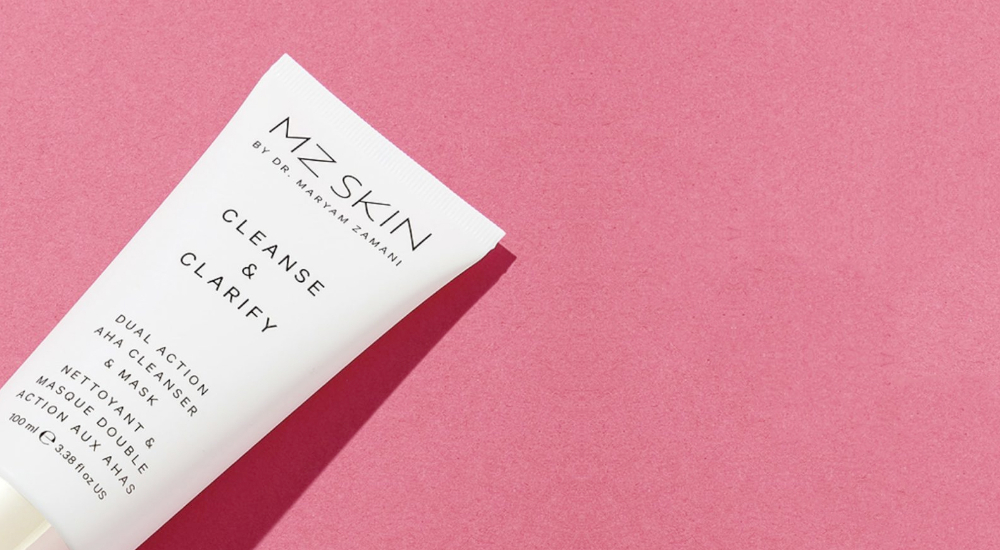 MZ SKIN
BY DR. MARYAM ZAMANI
CLEANSE
&
CLARIFY
DUAL ACTION
AHA CLEANSER
& MASK
NETTOYANT &
MASQUE DOUBLE
ACTION AUX AHAS
100 ml ℮ 3.38 fl oz US